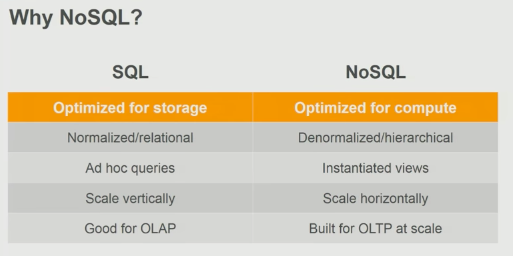 Why NoSQL?
SQL NoSQL
Optimized for storage Optimized for compute
Normalized/relational Denormalized/hierarchical
Ad hoc queries Instantiated views
Scale vertically Scale horizontally
Good for OLAP Built for OLTP at scale